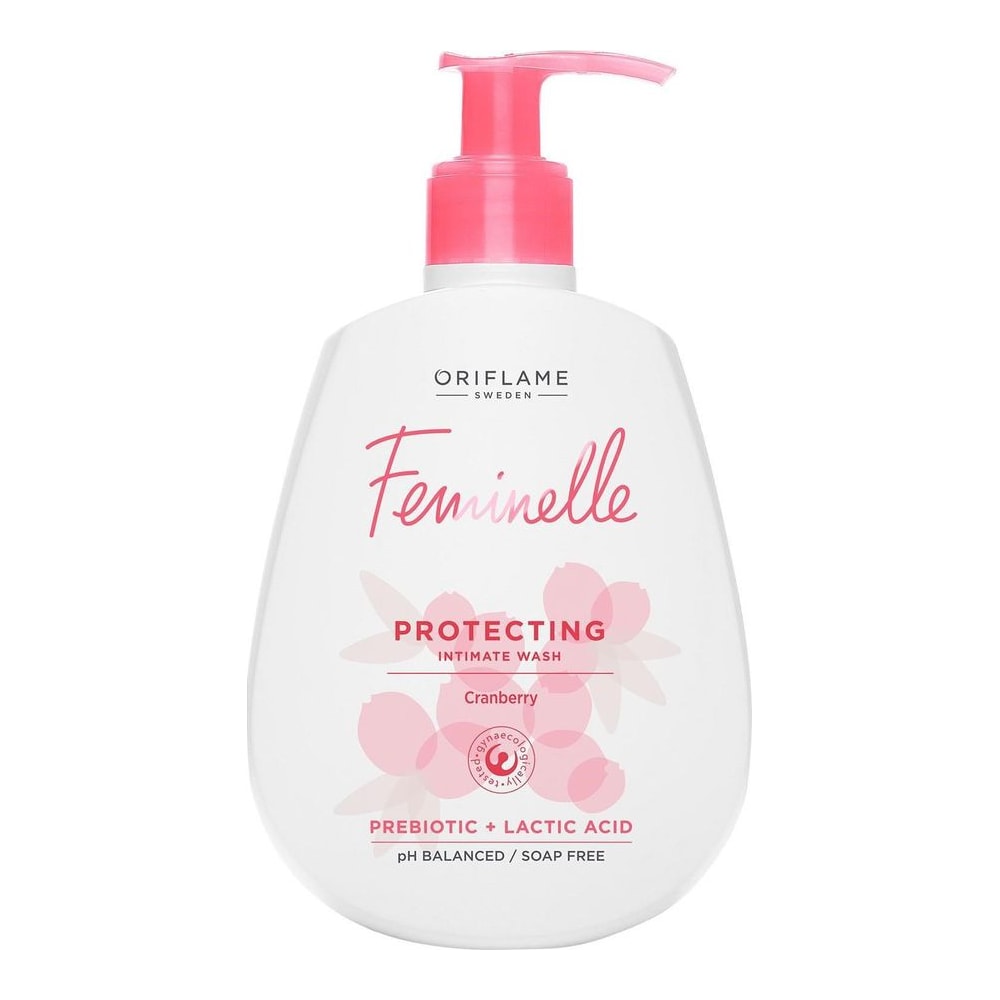 ORIFLAME
SWEDEN
Feminelle
PROTECTING
INTIMATE WASH
Cranberry
gynaecologically • tested •
PREBIOTIC + LACTIC ACID
pH BALANCED / SOAP FREE